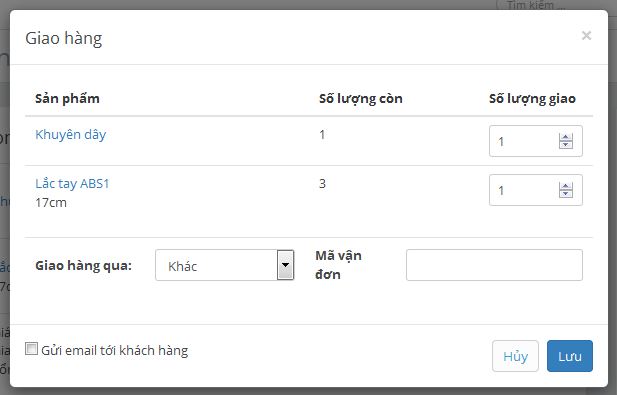 Tìm kiếm ...
Giao hàng ×
Sản phẩm Số lượng còn Số lượng giao
Khuyên dây 1 1
Lắc tay ABS1 3 1
17cm
Giao hàng qua: Khác Mã vận
đơn
Gửi email tới khách hàng Hủy Lưu